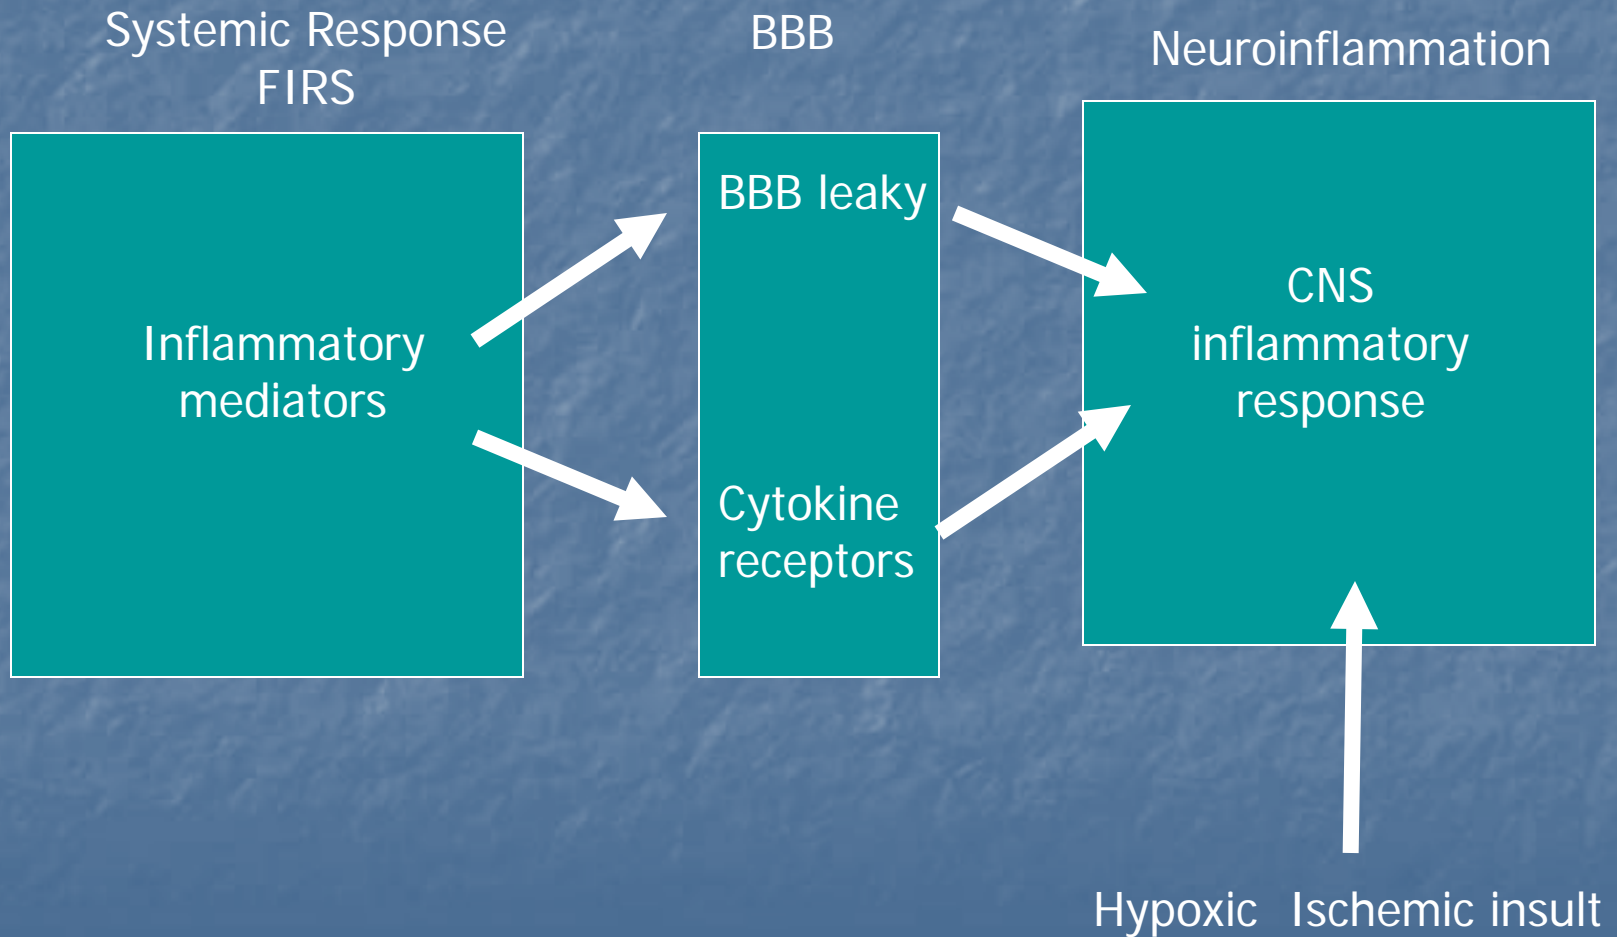 Systemic Response
FIRS
BBB
Neuroinflammation
Inflammatory
mediators
BBB leaky
Cytokine
receptors
CNS
inflammatory
response
Hypoxic  Ischemic insult